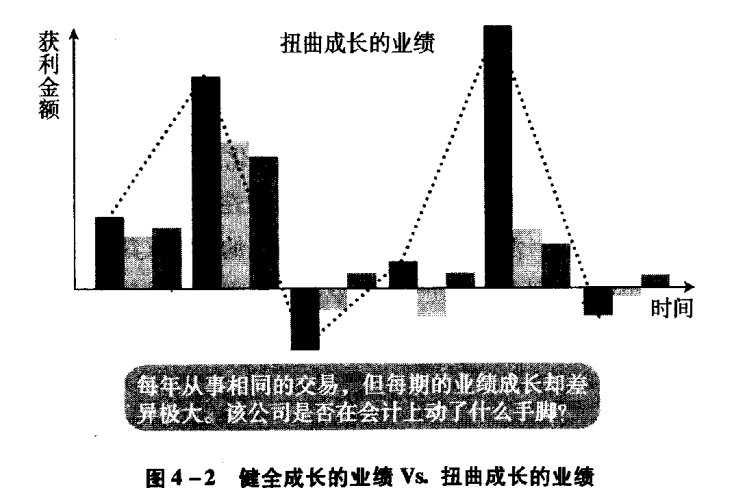 获利金额
扭曲成长的业绩
时间
每年从事相同的交易，但每期的业绩成长却差
异极大。该公司是否在会计上动了什么手脚?
图4-2 健全成长的业绩 Vs. 扭曲成长的业绩